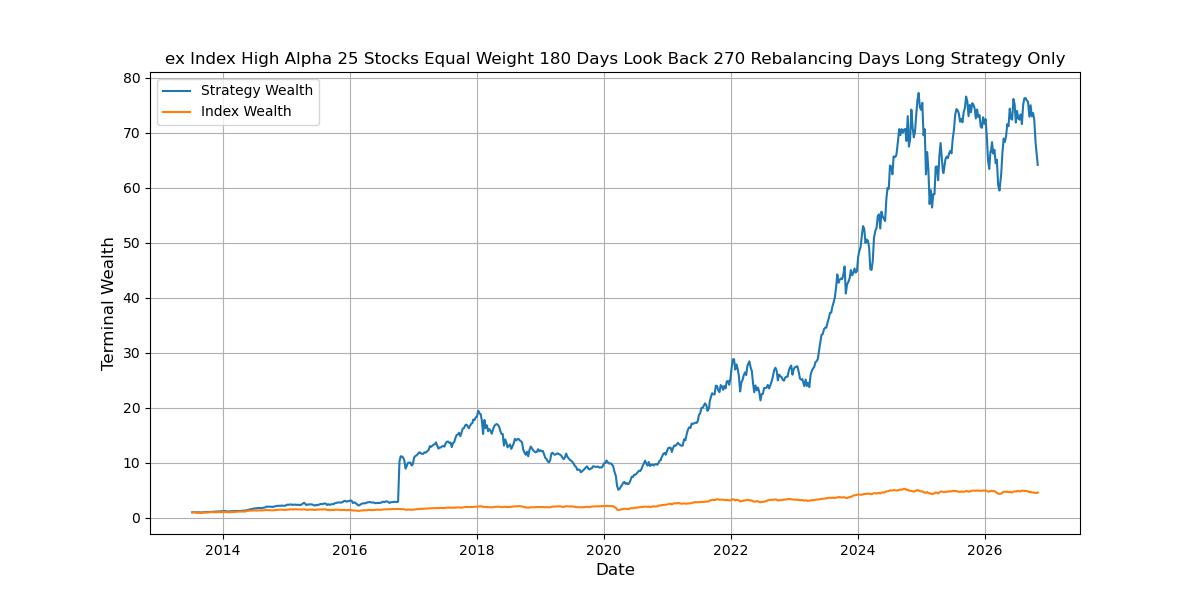 ex Index High Alpha 25 Stocks Equal Weight 180 Days Look Back 270 Rebalancing Days Long Strategy Only
Strategy Wealth
Index Wealth
Terminal Wealth
80
70
60
50
40
30
20
10
0
2014 2016 2018 2020 2022 2024 2026
Date